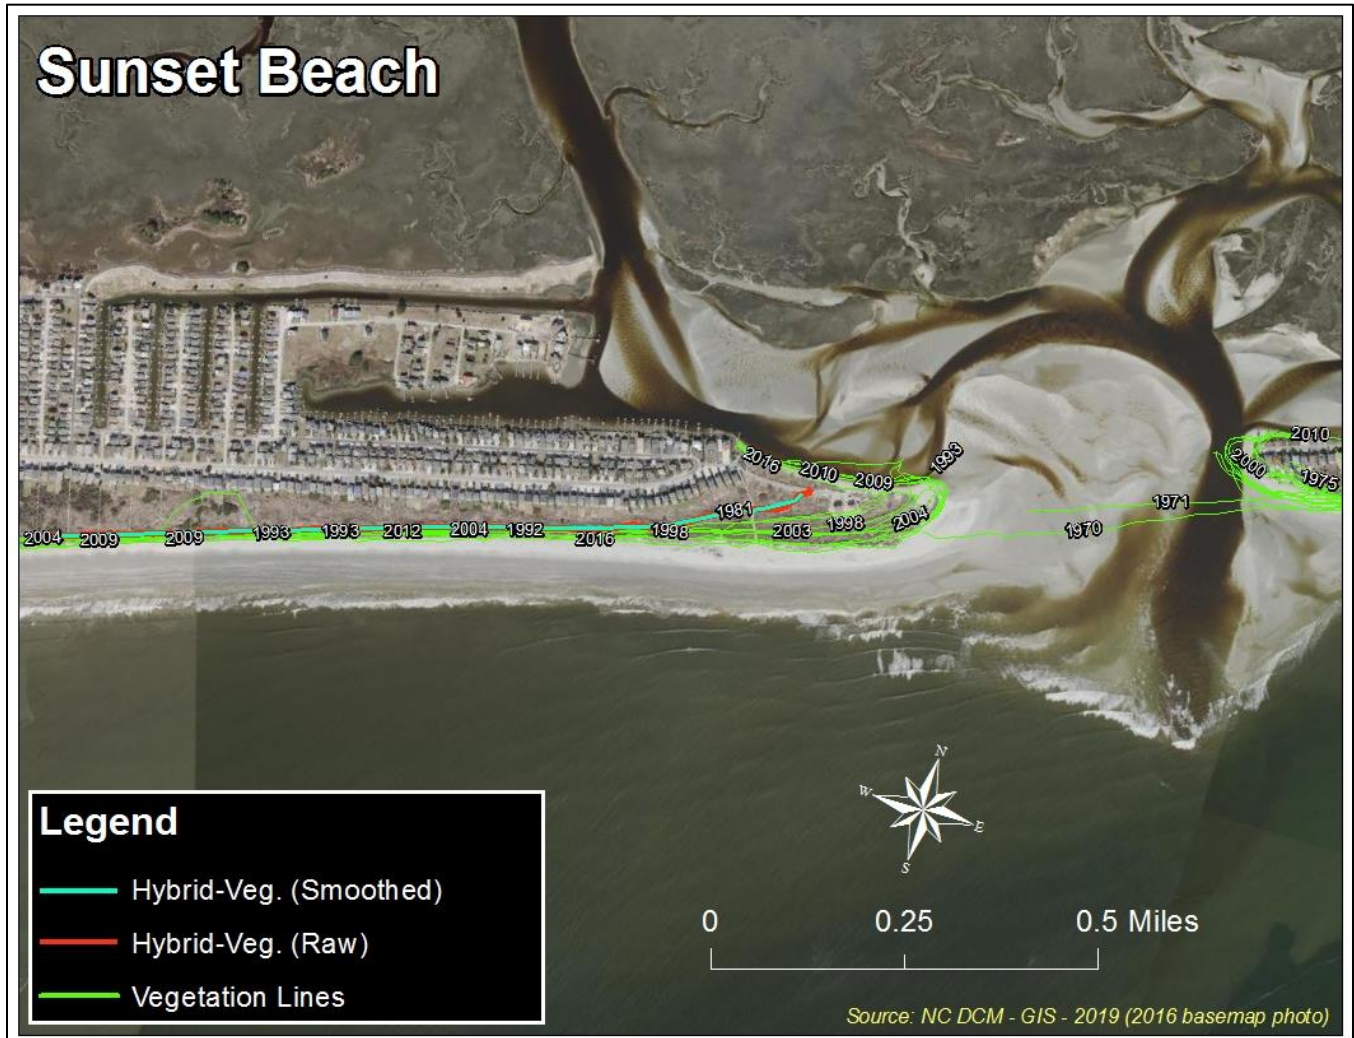 Sunset Beach
2010
2000
1975
1993
2016
2010
2009
1971
1970
1981
2004
1998
2003
2004
2009
2009
1993
1993
2012
2004
1992
2016
1998
N
W
E
S
Legend
Hybrid-Veg. (Smoothed)
Hybrid-Veg. (Raw)
Vegetation Lines
0 0.25 0.5 Miles
Source: NC DCM - GIS - 2019 (2016 basemap photo)